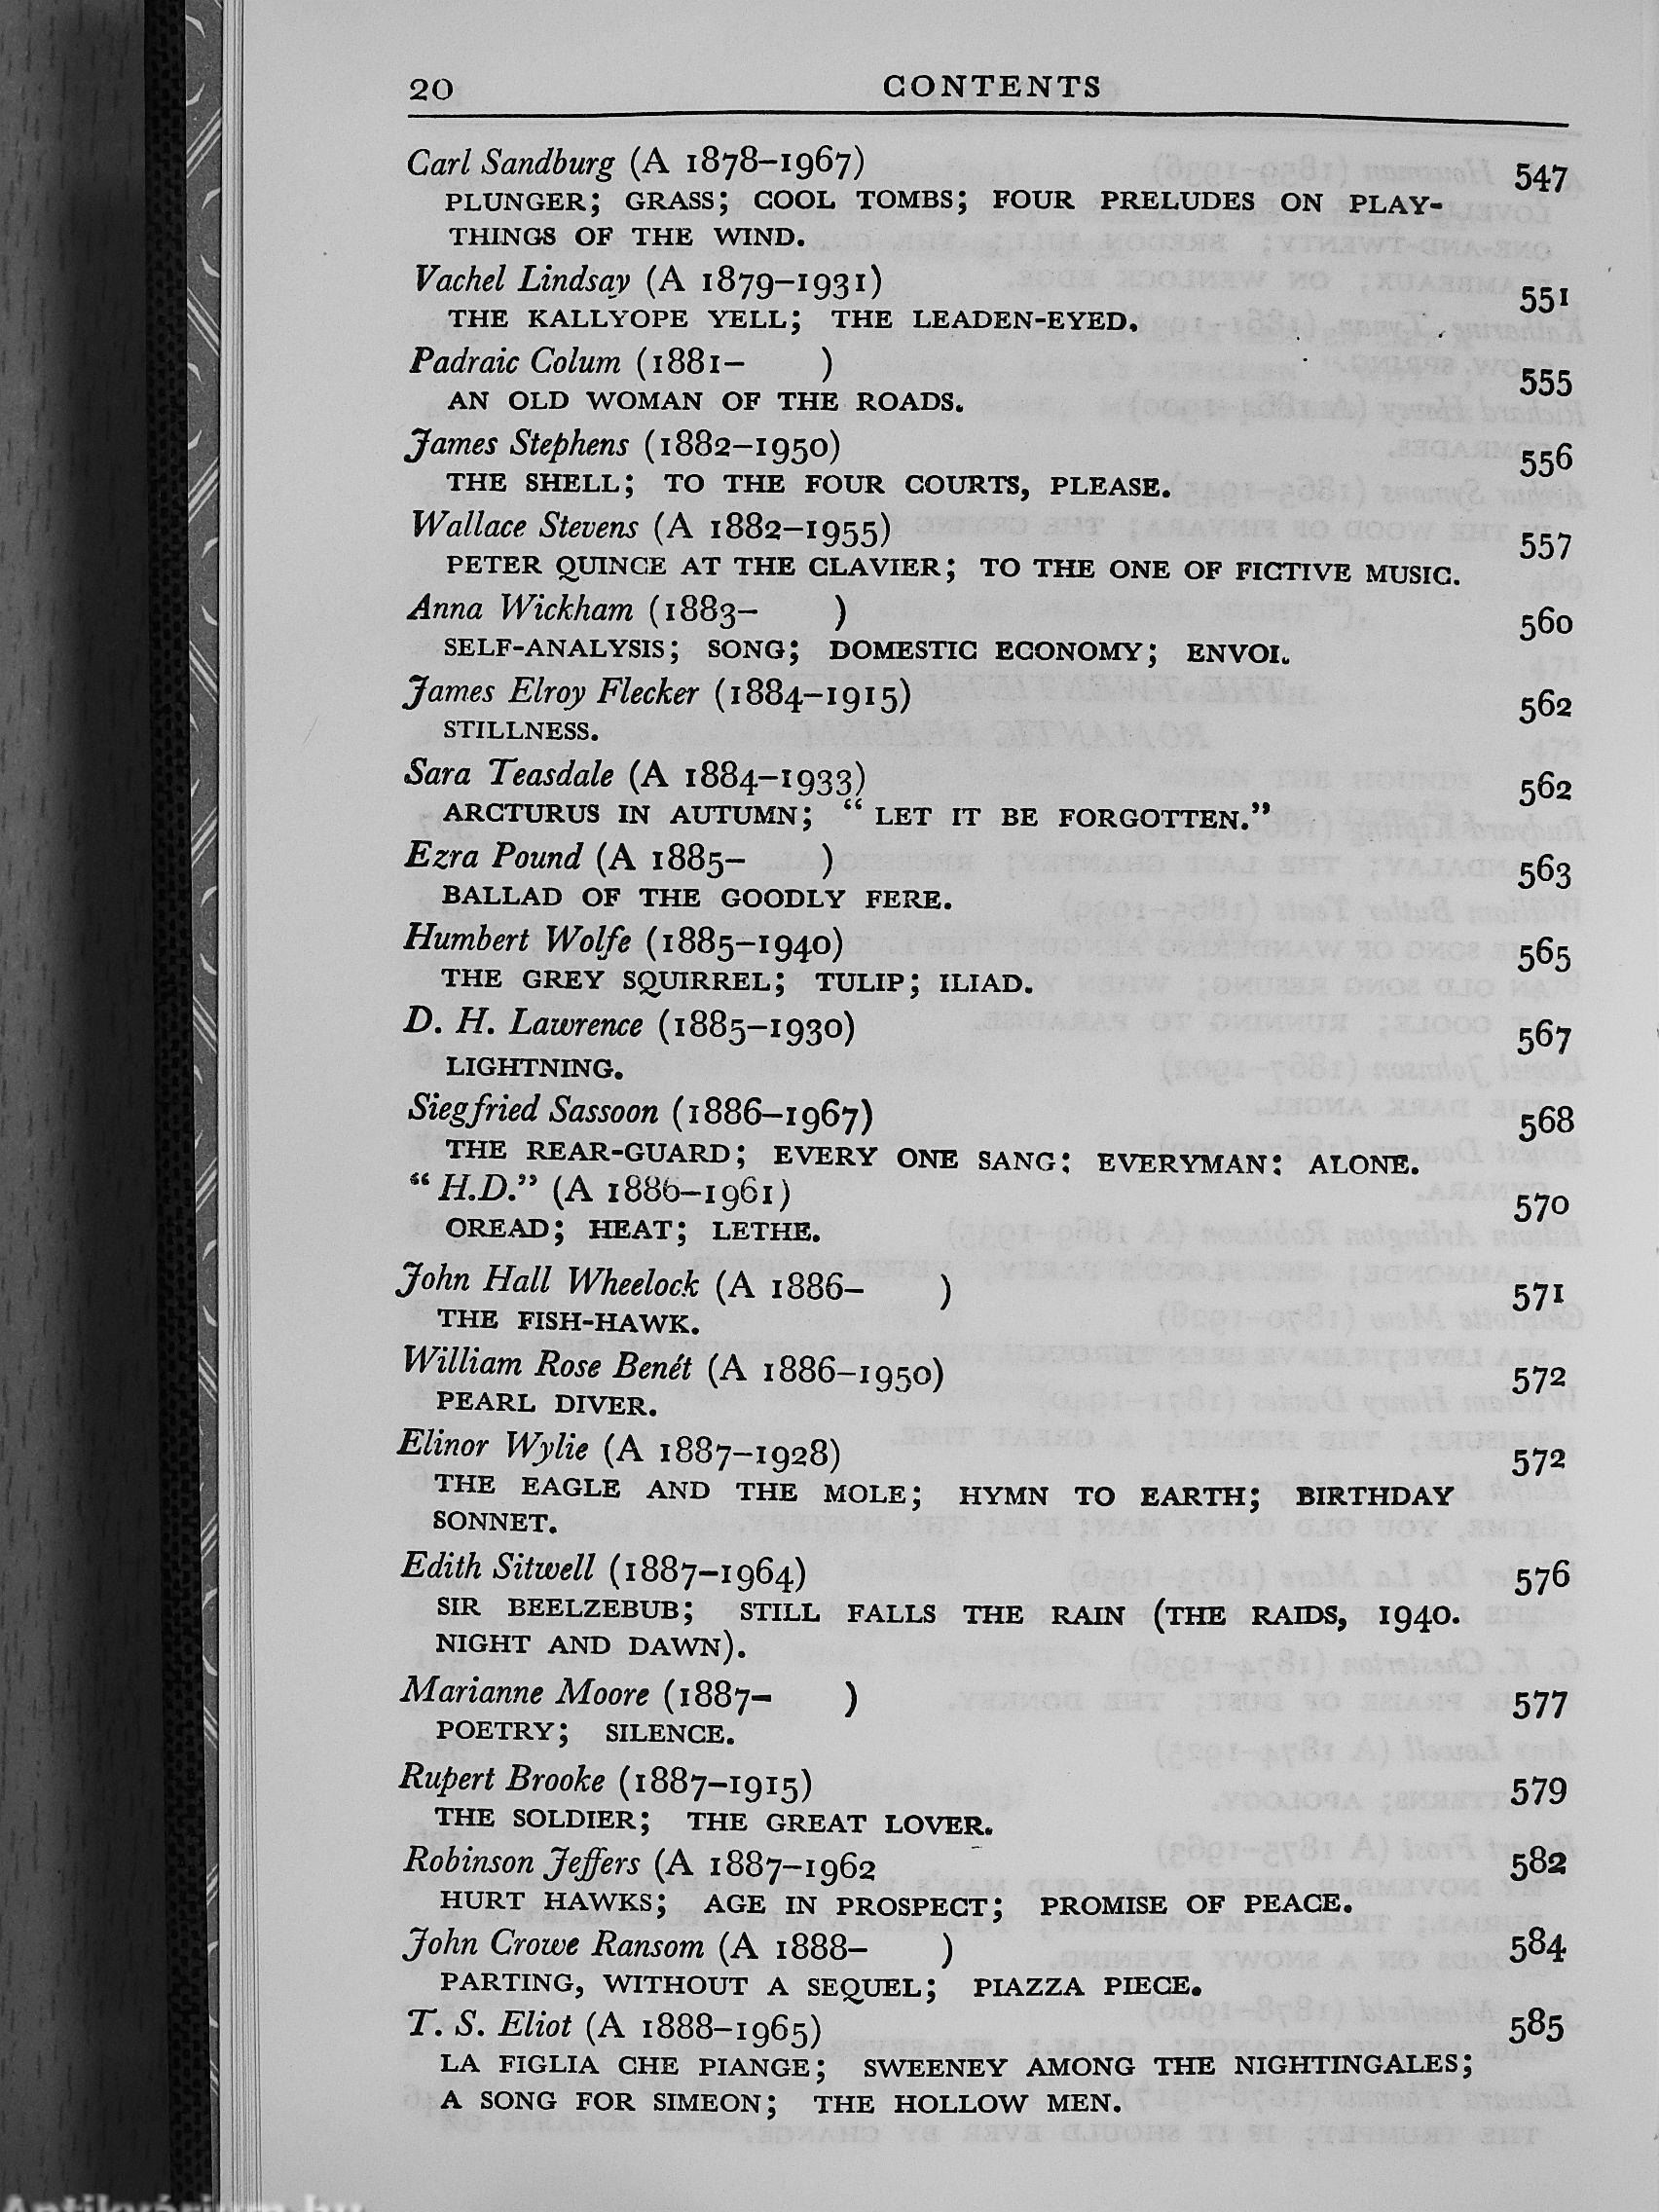 20 CONTENTS
Carl Sandburg (A 1878–1967) 547
PLUNGER; GRASS; COOL TOMBS; FOUR PRELUDES ON PLAY-
THINGS OF THE WIND.
Vachel Lindsay (A 1879–1931) 551
THE KALLYOPE YELL; THE LEADEN-EYED.
Padraic Colum (1881– ) 555
AN OLD WOMAN OF THE ROADS.
James Stephens (1882–1950) 556
THE SHELL; TO THE FOUR COURTS, PLEASE.
Wallace Stevens (A 1882–1955) 557
PETER QUINCE AT THE CLAVIER; TO THE ONE OF FICTIVE MUSIC.
Anna Wickham (1883– ) 560
SELF-ANALYSIS; SONG; DOMESTIC ECONOMY; ENVOI.
James Elroy Flecker (1884–1915) 562
STILLNESS.
Sara Teasdale (A 1884–1933) 562
ARCTURUS IN AUTUMN; “ LET IT BE FORGOTTEN.”
Ezra Pound (A 1885– ) 563
BALLAD OF THE GOODLY FERE.
Humbert Wolfe (1885–1940) 565
THE GREY SQUIRREL; TULIP; ILIAD.
D. H. Lawrence (1885–1930) 567
LIGHTNING.
Siegfried Sassoon (1886–1967) 568
THE REAR-GUARD; EVERY ONE SANG; EVERYMAN; ALONE.
“ H.D.” (A 1886–1961) 570
OREAD; HEAT; LETHE.
John Hall Wheelock (A 1886– ) 571
THE FISH-HAWK.
William Rose Benét (A 1886–1950) 572
PEARL DIVER.
Elinor Wylie (A 1887–1928) 572
THE EAGLE AND THE MOLE; HYMN TO EARTH; BIRTHDAY
SONNET.
Edith Sitwell (1887–1964) 576
SIR BEELZEBUB; STILL FALLS THE RAIN (THE RAIDS, 1940.
NIGHT AND DAWN).
Marianne Moore (1887– ) 577
POETRY; SILENCE.
Rupert Brooke (1887–1915) 579
THE SOLDIER; THE GREAT LOVER.
Robinson Jeffers (A 1887–1962 582
HURT HAWKS; AGE IN PROSPECT; PROMISE OF PEACE.
John Crowe Ransom (A 1888– ) 584
PARTING, WITHOUT A SEQUEL; PIAZZA PIECE.
T. S. Eliot (A 1888–1965) 585
LA FIGLIA CHE PIANGE; SWEENEY AMONG THE NIGHTINGALES;
A SONG FOR SIMEON; THE HOLLOW MEN.